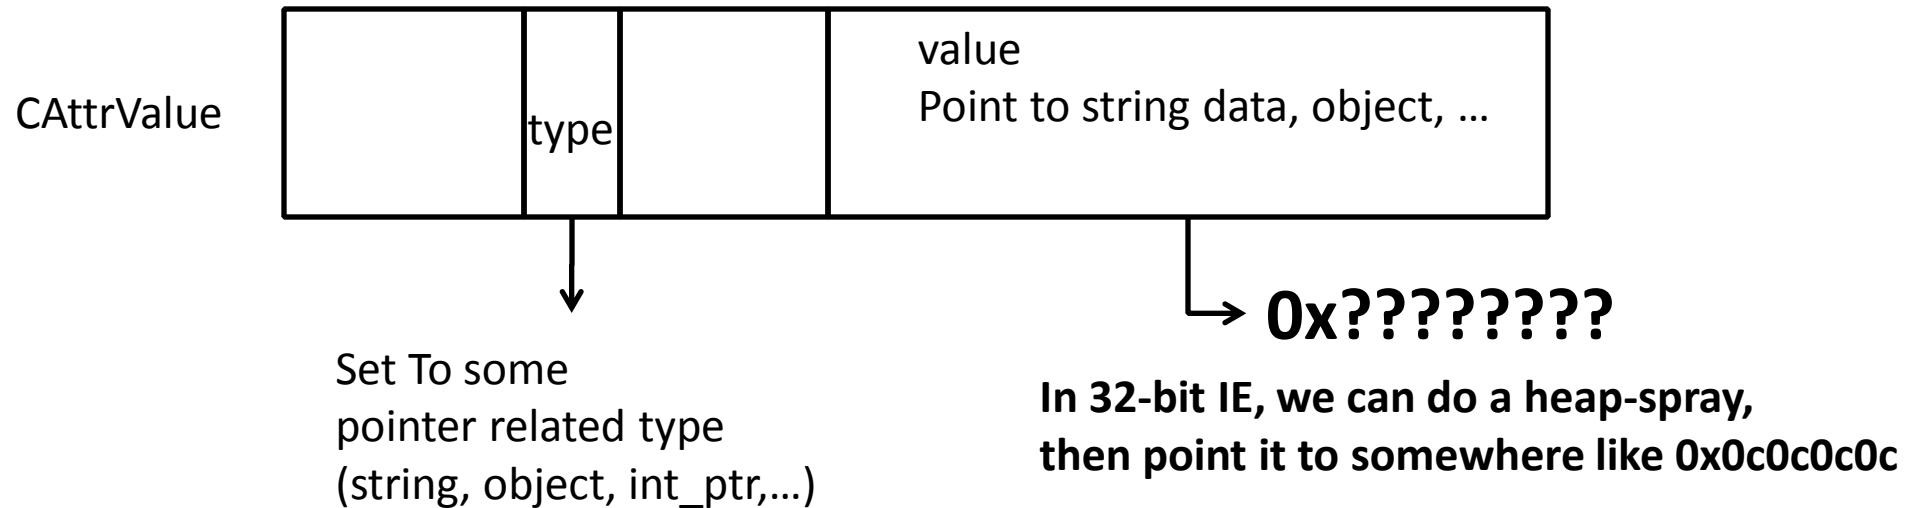 CAttrValue
type
value
Point to string data, object, …
0x????????
Set To some
pointer related type
(string, object, int_ptr,…)
In 32-bit IE, we can do a heap-spray,
then point it to somewhere like 0x0c0c0c0c